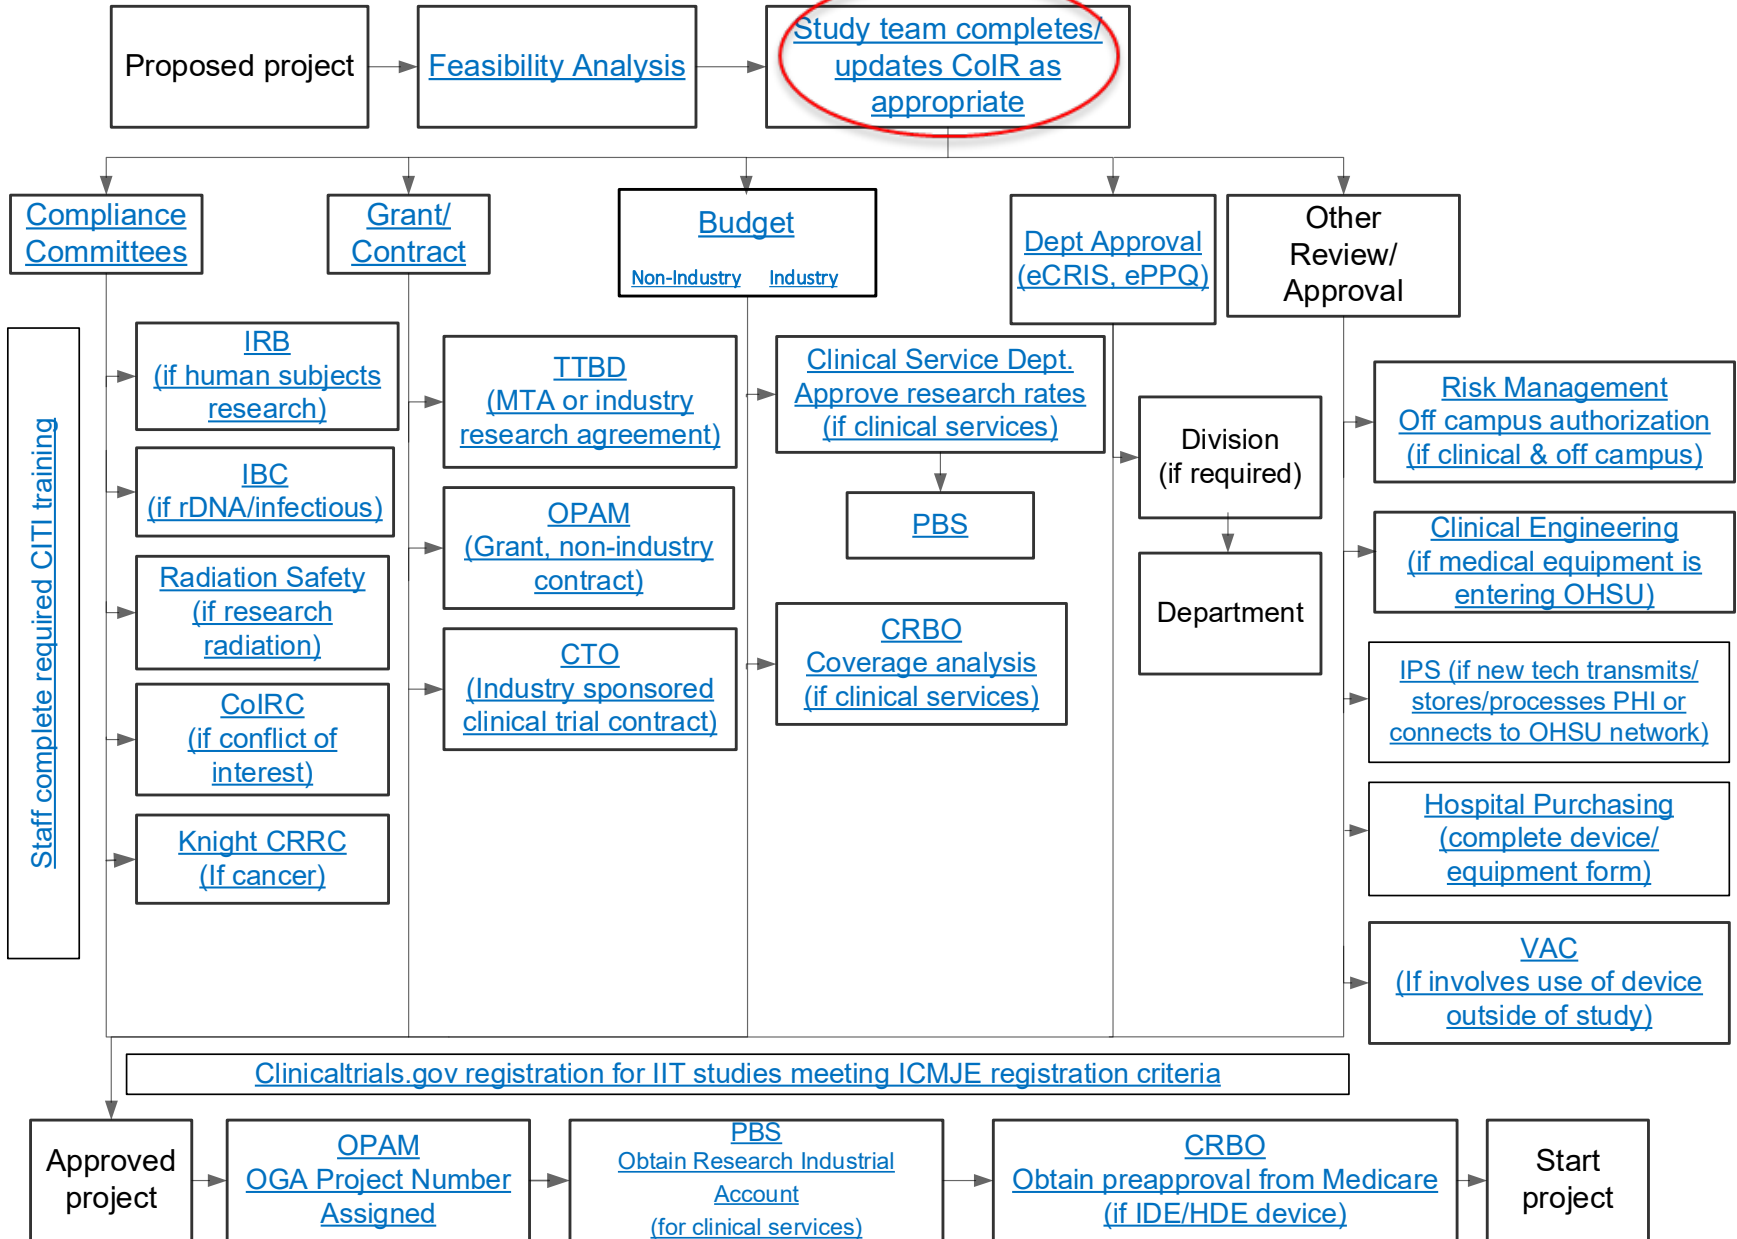 Proposed project
Feasibility Analysis
Study team completes/
updates CoIR as
appropriate
Compliance
Committees
Grant/
Contract
Budget
Non-Industry
Industry
Dept Approval
(eCRIS, ePPQ)
Other
Review/
Approval
Staff complete required CITI training
IRB
(if human subjects
research)
IBC
(if rDNA/infectious)
Radiation Safety
(if research
radiation)
CoIRC
(if conflict of
interest)
Knight CRRC
(If cancer)
TTBD
(MTA or industry
research agreement)
OPAM
(Grant, non-industry
contract)
CTO
(Industry sponsored
clinical trial contract)
Clinical Service Dept.
Approve research rates
(if clinical services)
PBS
CRBO
Coverage analysis
(if clinical services)
Division
(if required)
Department
Risk Management
Off campus authorization
(if clinical & off campus)
Clinical Engineering
(if medical equipment is
entering OHSU)
IPS (if new tech transmits/
stores/processes PHI or
connects to OHSU network)
Hospital Purchasing
(complete device/
equipment form)
VAC
(If involves use of device
outside of study)
Clinicaltrials.gov registration for IIT studies meeting ICMJE registration criteria
Approved
project
OPAM
OGA Project Number
Assigned
PBS
Obtain Research Industrial
Account
(for clinical services)
CRBO
Obtain preapproval from Medicare
(if IDE/HDE device)
Start
project